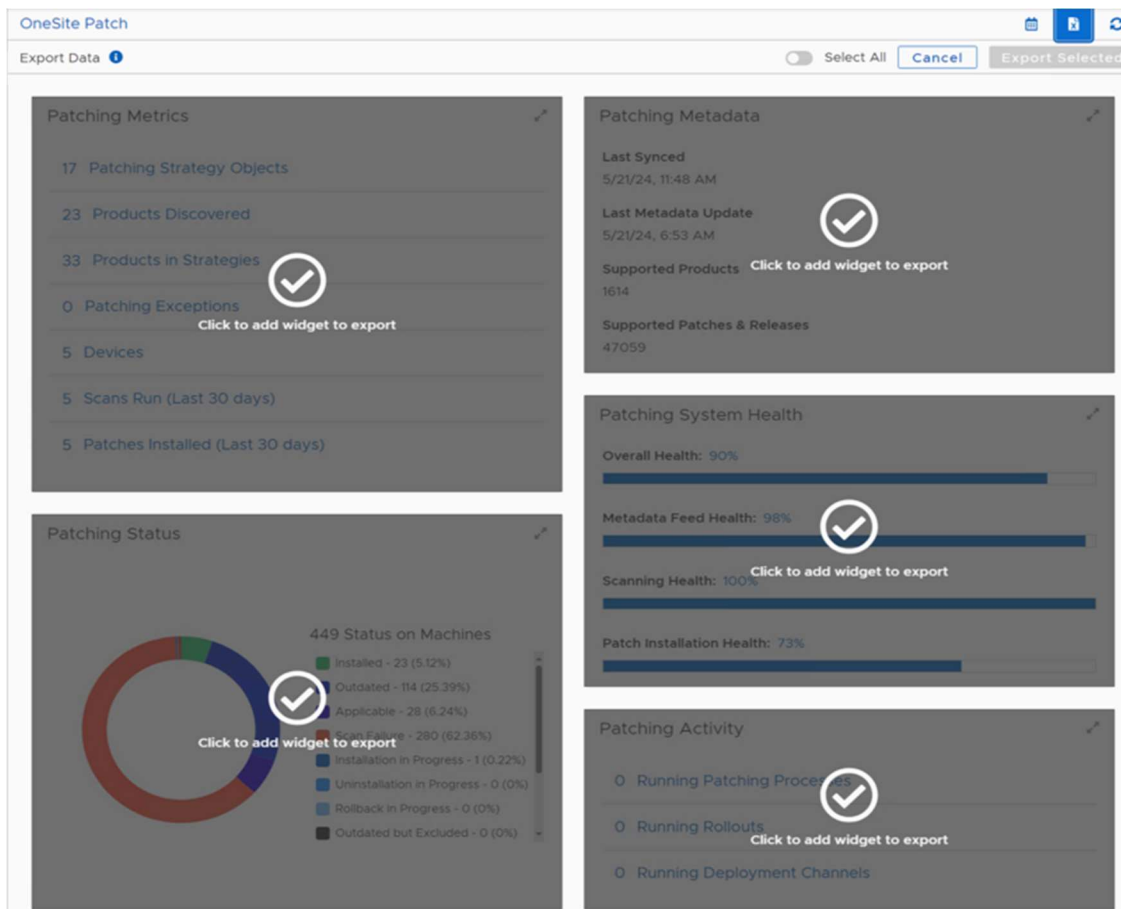 OneSite Patch
Export Data
Select All
Cancel
Export Selected
Patching Metrics
17 Patching Strategy Objects
23 Products Discovered
33 Products in Strategies
0 Patching Exceptions
Click to add widget to export
5 Devices
5 Scans Run (Last 30 days)
5 Patches Installed (Last 30 days)
Patching Metadata
Last Synced
5/21/24, 11:48 AM
Last Metadata Update
5/21/24, 6:53 AM
Supported Products
Click to add widget to export
1614
Supported Patches & Releases
47059
Patching System Health
Overall Health: 90%
Metadata Feed Health: 98%
Click to add widget to export
Scanning Health: 100%
Patch Installation Health: 73%
Patching Status
449 Status on Machines
Installed - 23 (5.12%)
Outdated - 114 (25.39%)
Applicable - 28 (6.24%)
Scan Failure - 280 (62.36%)
Click to add widget to export
Installation in Progress - 1 (0.22%)
Uninstallation in Progress - 0 (0%)
Rollback in Progress - 0 (0%)
Outdated but Excluded - 0 (0%)
Patching Activity
0 Running Patching Processes
0 Running Rollouts
Click to add widget to export
0 Running Deployment Channels